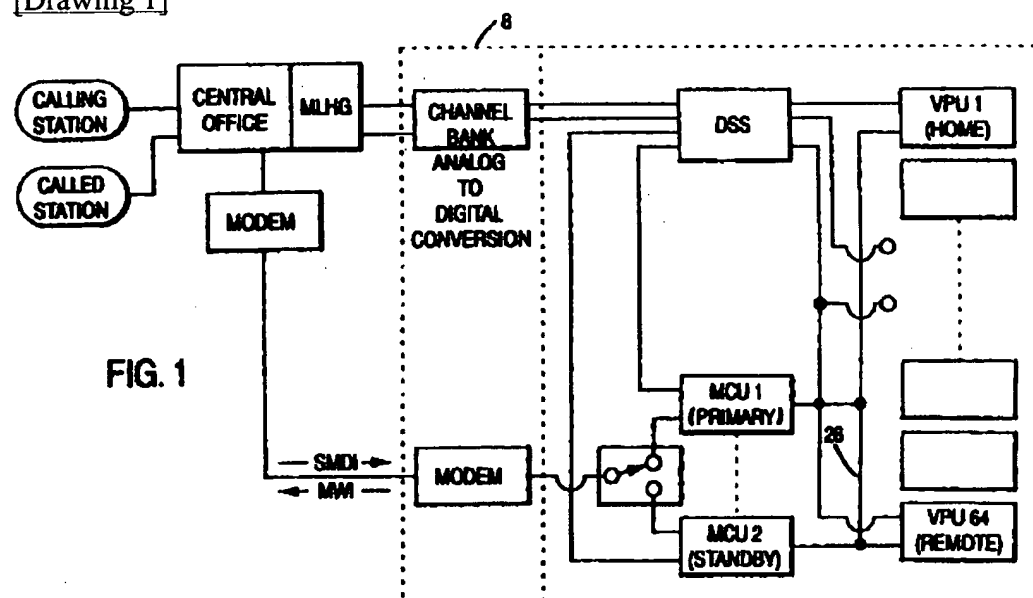 [Drawing 1]
8
CALLING
STATION
CENTRAL
OFFICE
MLHG
CHANNEL
BANK
ANALOG
TO
DIGITAL
CONVERSION
DSS
VPU 1
(HOME)
CALLED
STATION
MODEM
FIG. 1
MCU 1
(PRIMARY)
26
SMDI
MWI
MODEM
MCU 2
(STANDBY)
VPU 64
(REMOTE)